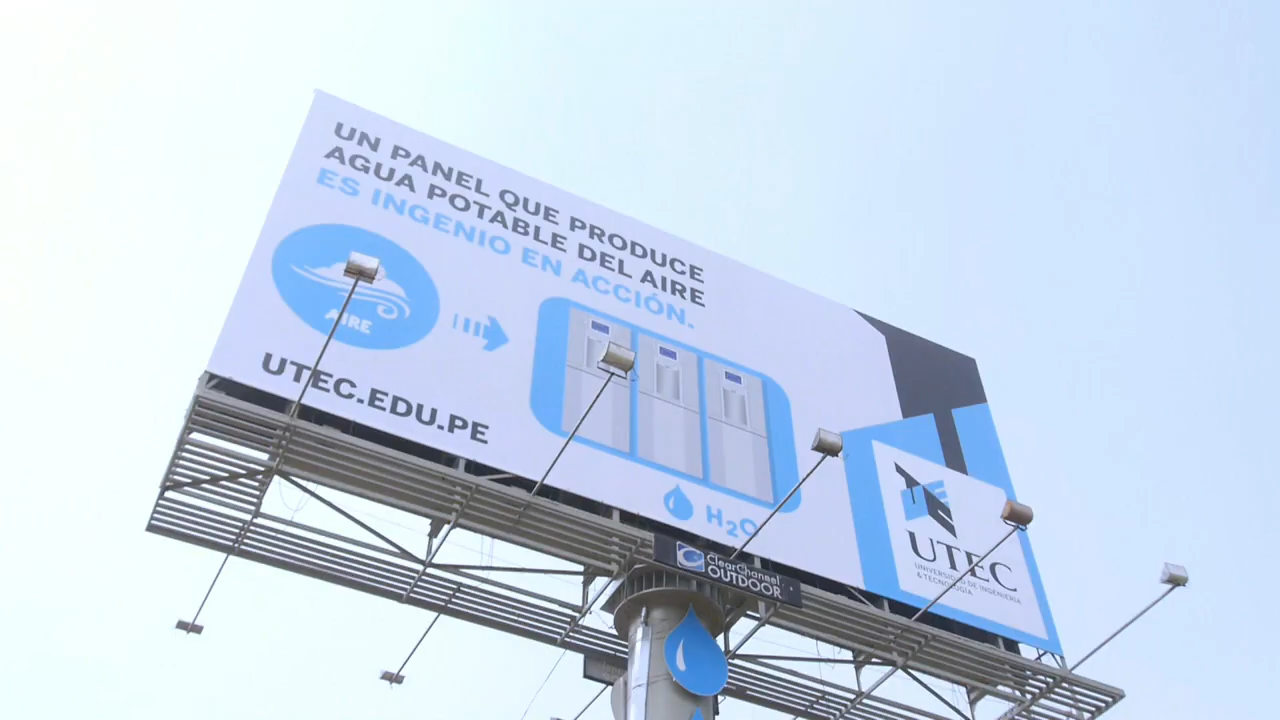 UN PANEL QUE PRODUCE
AGUA POTABLE DEL AIRE
ES INGENIO EN ACCIÓN.
AIRE
UTEC.EDU.PE
H2O
UTEC
UNIVERSIDAD DE INGENIERIA
& TECNOLOGÍA
ClearChannel
OUTDOOR